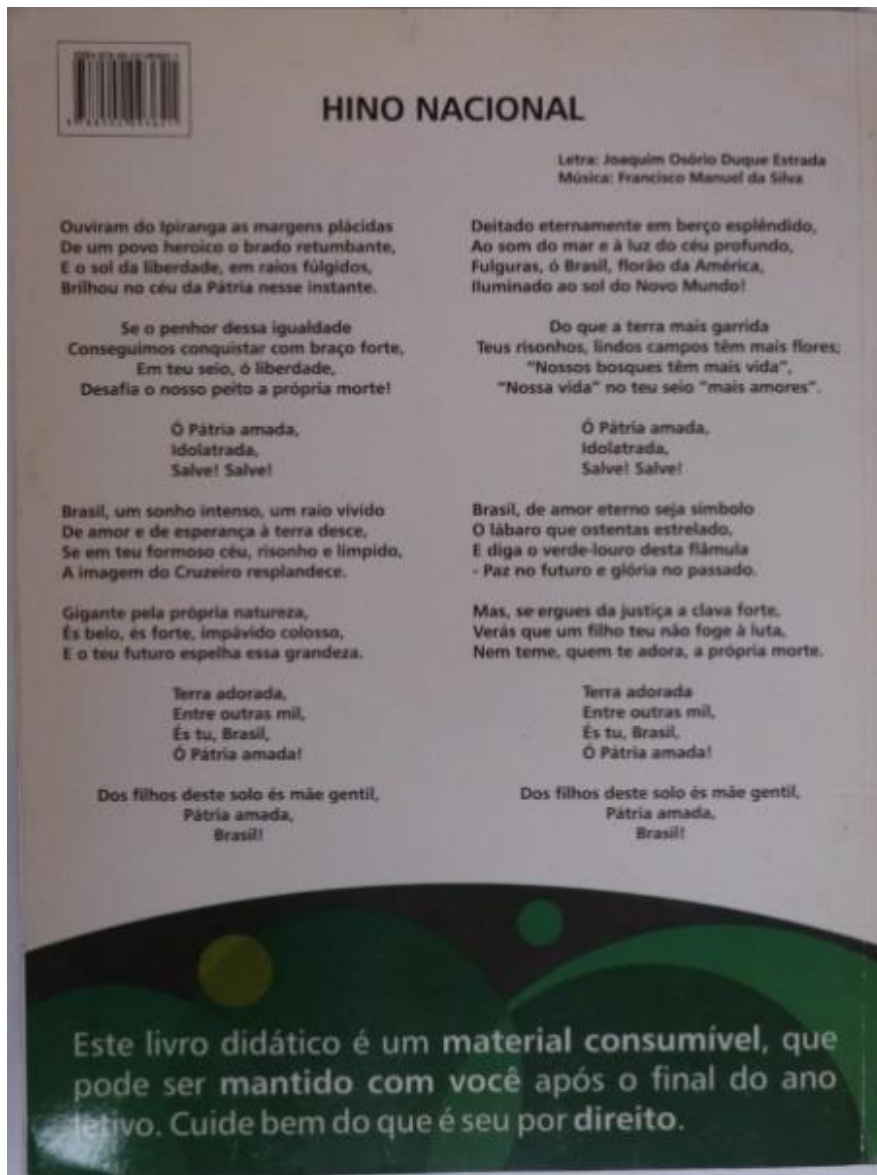 HINO NACIONAL
Letra: Joaquim Osório Duque Estrada
Música: Francisco Manuel da Silva
Ouviram do Ipiranga as margens plácidas
De um povo heroico o brado retumbante,
E o sol da liberdade, em raios fúlgidos,
Brilhou no céu da Pátria nesse instante.
Se o penhor dessa igualdade
Conseguimos conquistar com braço forte,
Em teu seio, ó liberdade,
Desafia o nosso peito a própria morte!
Ó Pátria amada,
Idolatrada,
Salve! Salve!
Brasil, um sonho intenso, um raio vívido
De amor e de esperança à terra desce,
Se em teu formoso céu, risonho e límpido,
A imagem do Cruzeiro resplandece.
Gigante pela própria natureza,
És belo, és forte, impávido colosso,
E o teu futuro espelha essa grandeza.
Terra adorada,
Entre outras mil,
És tu, Brasil,
Ó Pátria amada!
Dos filhos deste solo és mãe gentil,
Pátria amada,
Brasil!
Deitado eternamente em berço esplêndido,
Ao som do mar e à luz do céu profundo,
Fulguras, ó Brasil, florão da América,
Iluminado ao sol do Novo Mundo!
Do que a terra mais garrida
Teus risonhos, lindos campos têm mais flores;
"Nossos bosques têm mais vida",
"Nossa vida" no teu seio "mais amores".
Ó Pátria amada,
Idolatrada,
Salve! Salve!
Brasil, de amor eterno seja símbolo
O lábaro que ostentas estrelado,
E diga o verde-louro desta flâmula
- Paz no futuro e glória no passado.
Mas, se ergues da justiça a clava forte,
Verás que um filho teu não foge à luta,
Nem teme, quem te adora, a própria morte.
Terra adorada
Entre outras mil,
És tu, Brasil,
Ó Pátria amada!
Dos filhos deste solo és mãe gentil,
Pátria amada,
Brasil!
Este livro didático é um material consumível, que
pode ser mantido com você após o final do ano
letivo. Cuide bem do que é seu por direito.